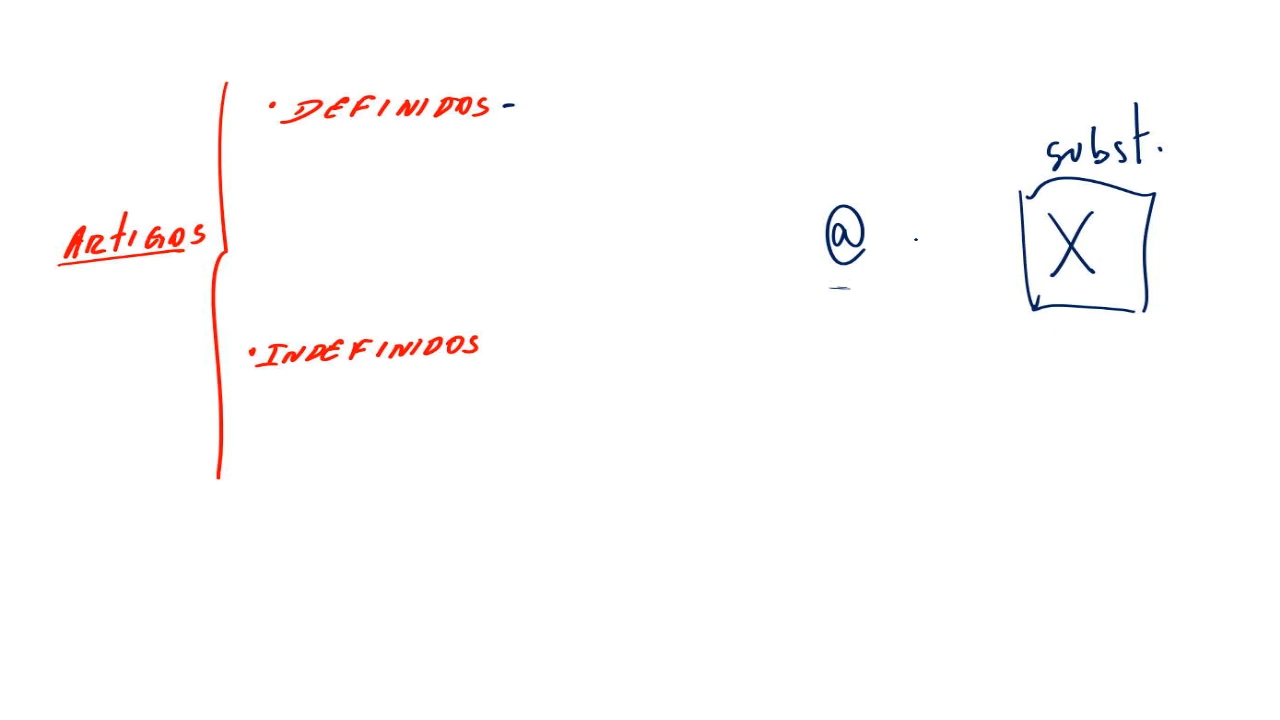 • DEFINIDOS -
subst.
ARTIGOS
@
X
• INDEFINIDOS